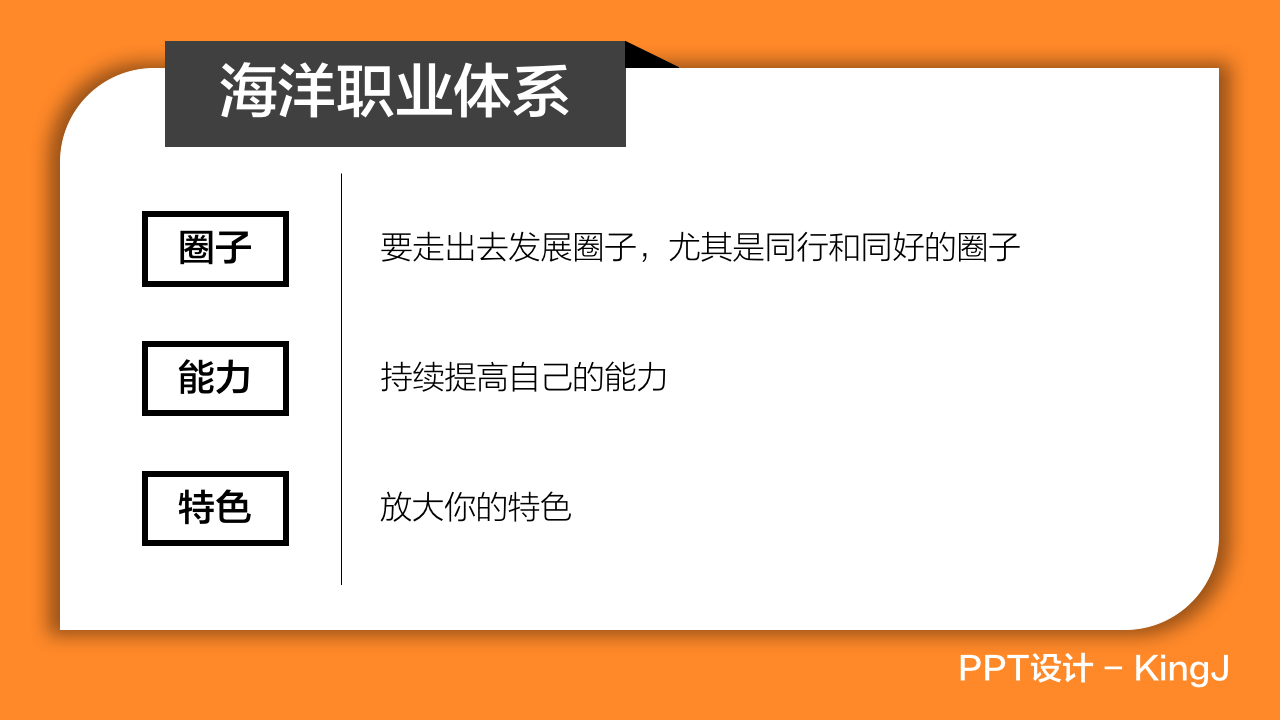 海洋职业体系
圈子
要走出去发展圈子，尤其是同行和同好的圈子
能力
持续提高自己的能力
特色
放大你的特色
PPT设计 – KingJ